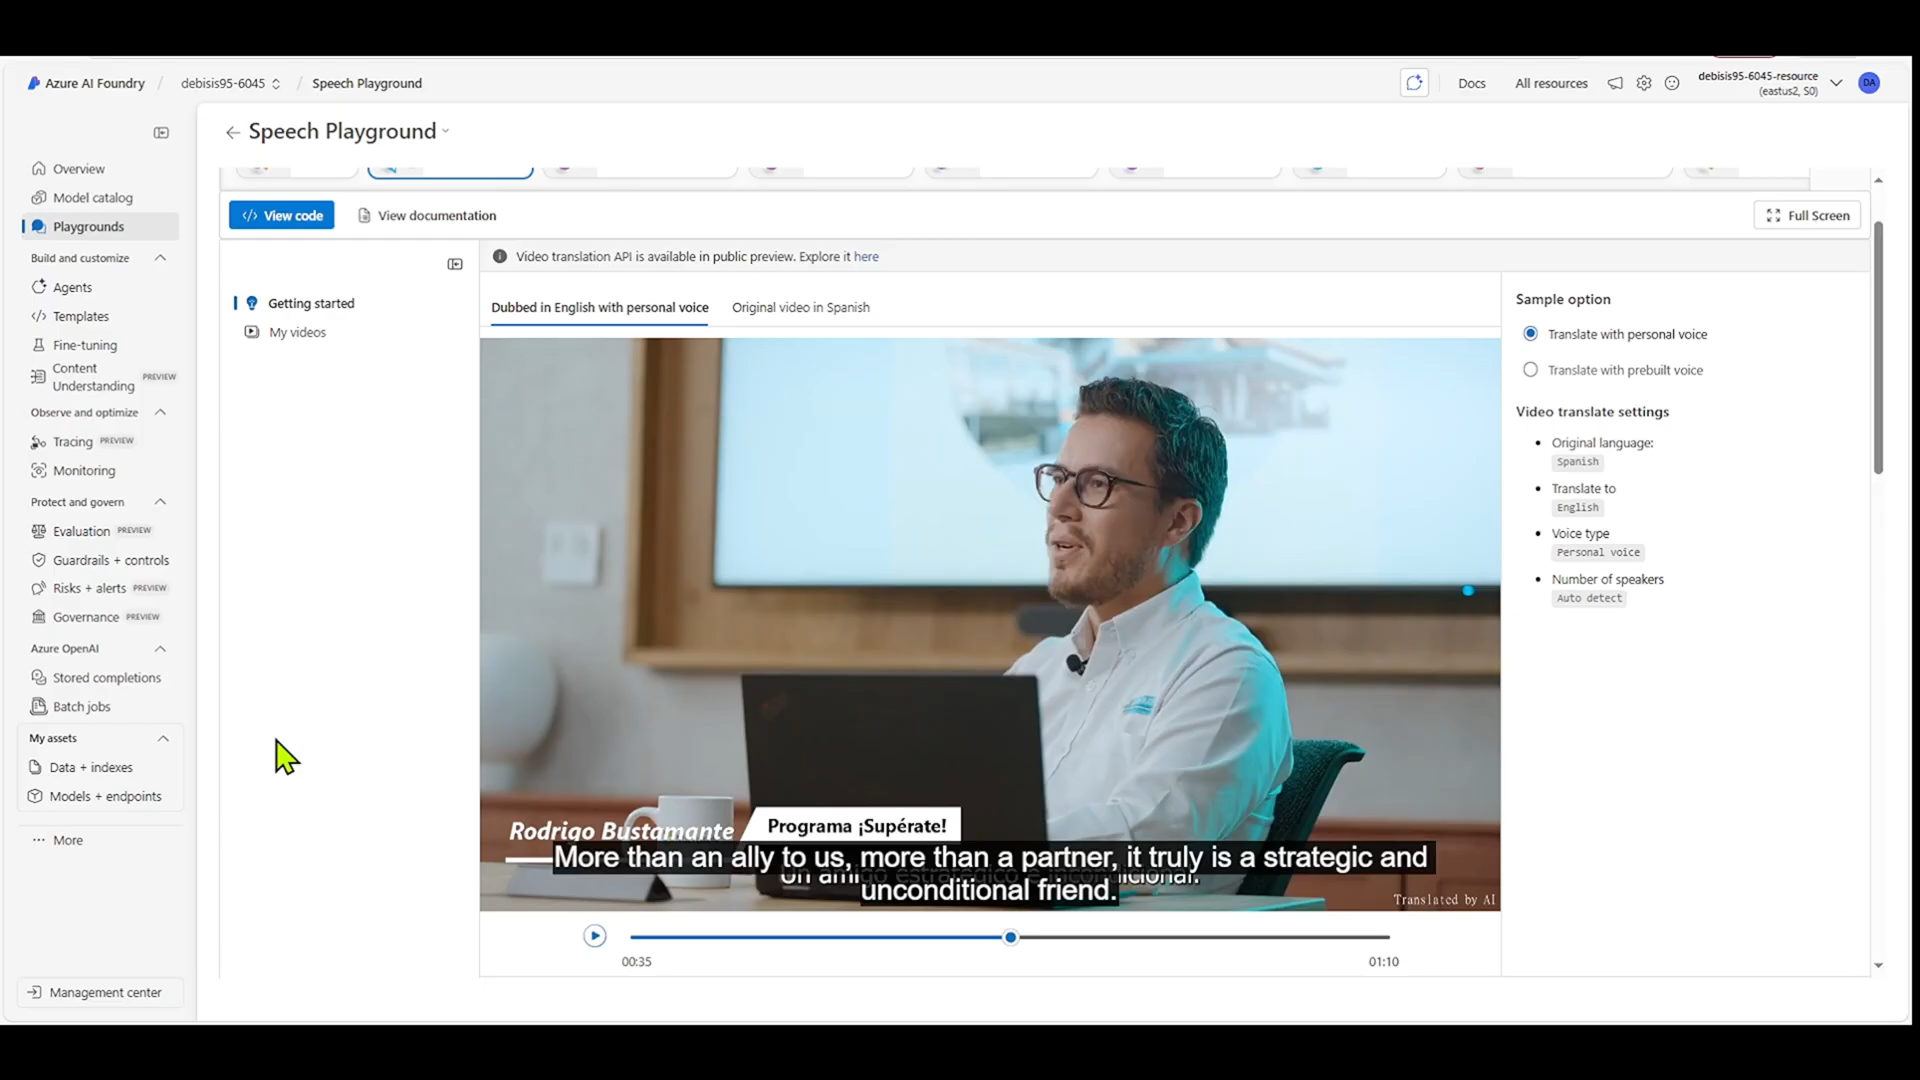 Azure AI Foundry / debisis95-6045 / Speech Playground
Docs
All resources
debisis95-6045-resource
(eastus2, S0)
DA
Speech Playground
Overview
Model catalog
Playgrounds
Build and customize
Agents
Templates
Fine-tuning
Content
Understanding PREVIEW
Observe and optimize
Tracing PREVIEW
Monitoring
Protect and govern
Evaluation PREVIEW
Guardrails + controls
Risks + alerts PREVIEW
Governance PREVIEW
Azure OpenAI
Stored completions
Batch jobs
My assets
Data + indexes
Models + endpoints
More
Management center
View code
View documentation
Full Screen
Getting started
My videos
Video translation API is available in public preview. Explore it here
Dubbed in English with personal voice
Original video in Spanish
Rodrigo Bustamante
Programa ¡Supérate!
More than an ally to us, more than a partner, it truly is a strategic and
unconditional friend.
Un amigo estratégico e incondicional.
Translated by AI
00:35
01:10
Sample option
Translate with personal voice
Translate with prebuilt voice
Video translate settings
• Original language:
Spanish
• Translate to
English
• Voice type
Personal voice
• Number of speakers
Auto detect